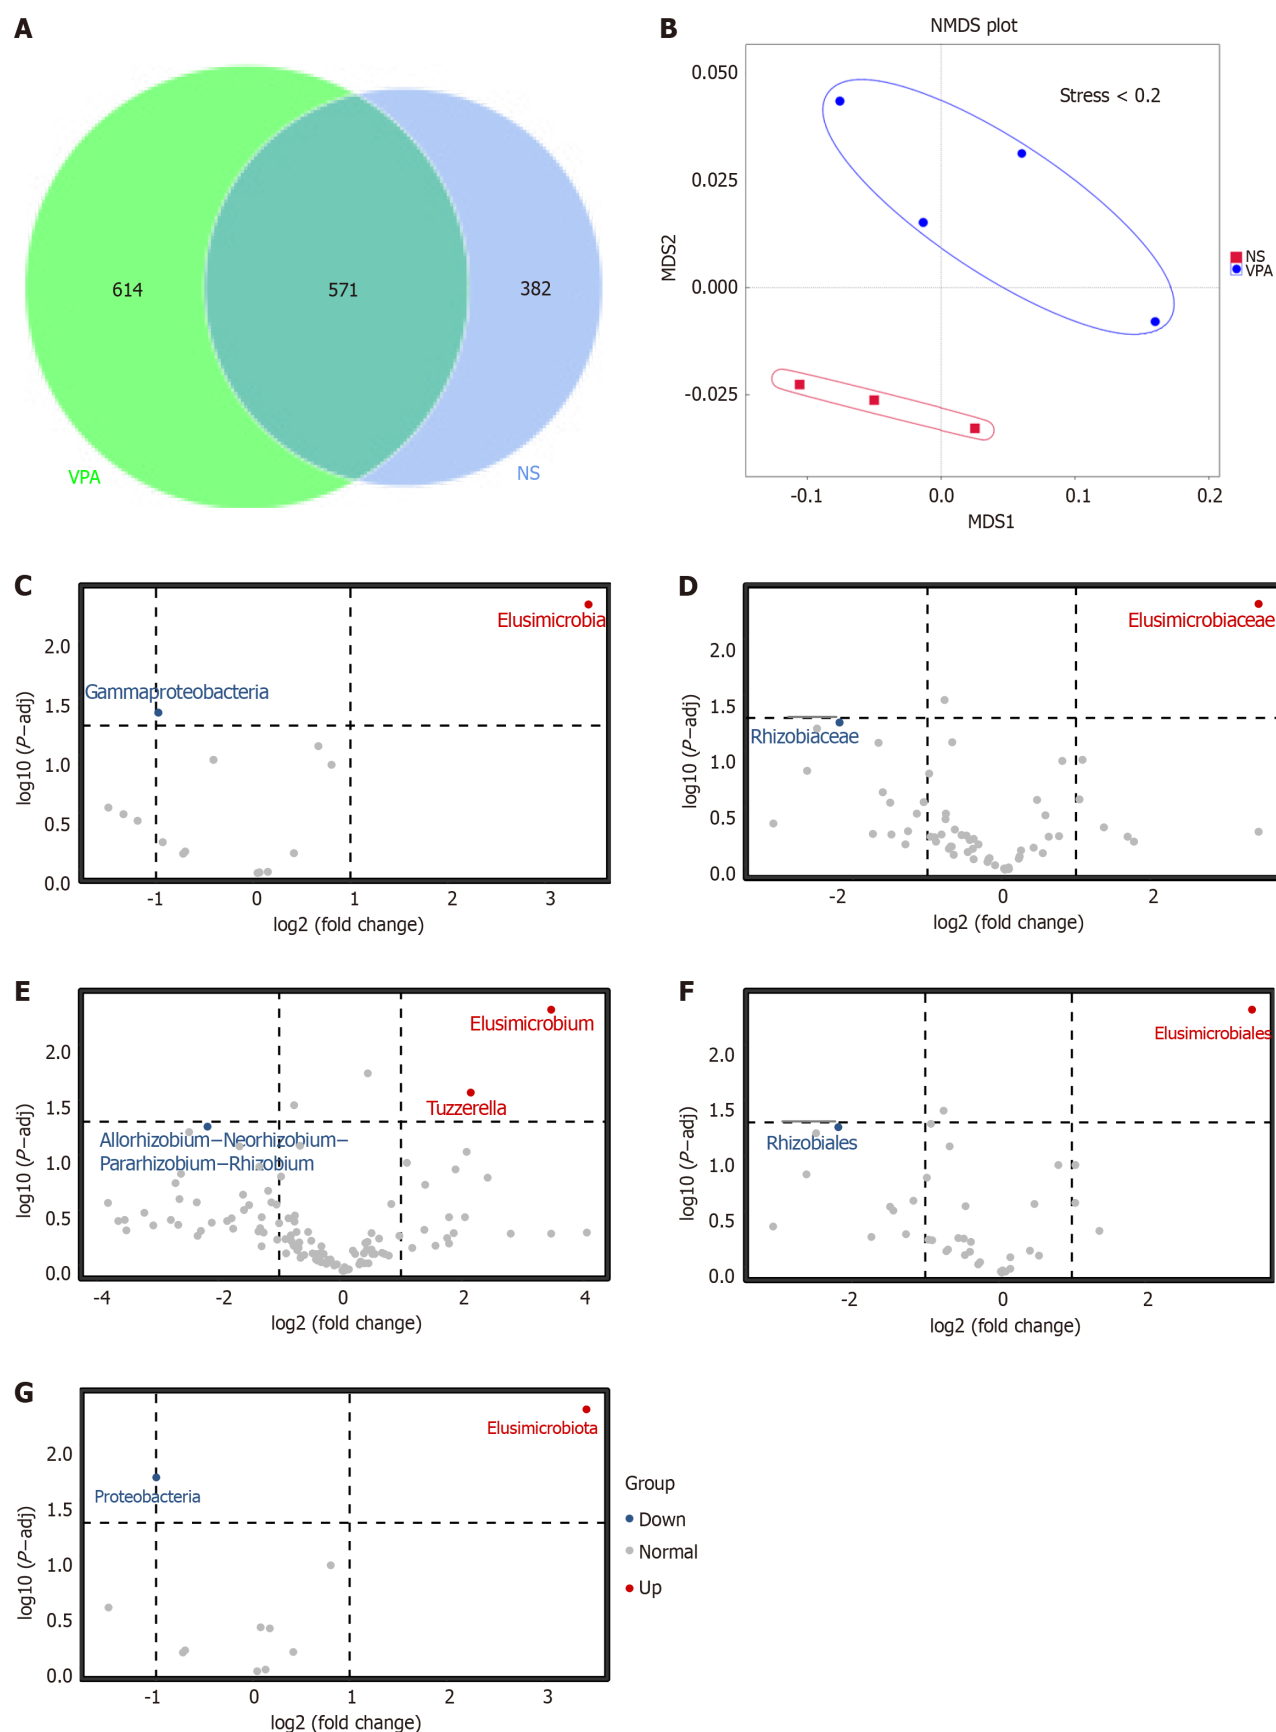 A
614
571
382
VPA
NS
B
NMDS plot
Stress < 0.2
0.050
0.025
0.000
-0.025
MDS2
-0.1
0.0
0.1
0.2
MDS1
NS
VPA
C
Elusimicrobia
Gammaproteobacteria
2.0
1.5
1.0
0.5
0.0
log10 (P−adj)
-1
0
1
2
3
log2 (fold change)
D
Elusimicrobiaceae
Rhizobiaceae
2.0
1.5
1.0
0.5
0.0
log10 (P−adj)
-2
0
2
log2 (fold change)
E
Elusimicrobium
Tuzzerella
Allorhizobium−Neorhizobium−
Pararhizobium−Rhizobium
2.0
1.5
1.0
0.5
0.0
log10 (P−adj)
-4
-2
0
2
4
log2 (fold change)
F
Elusimicrobiales
Rhizobiales
2.0
1.5
1.0
0.5
0.0
log10 (P−adj)
-2
0
2
log2 (fold change)
G
Elusimicrobiota
Proteobacteria
2.0
1.5
1.0
0.5
0.0
log10 (P−adj)
-1
0
1
2
3
log2 (fold change)
Group
Down
Normal
Up